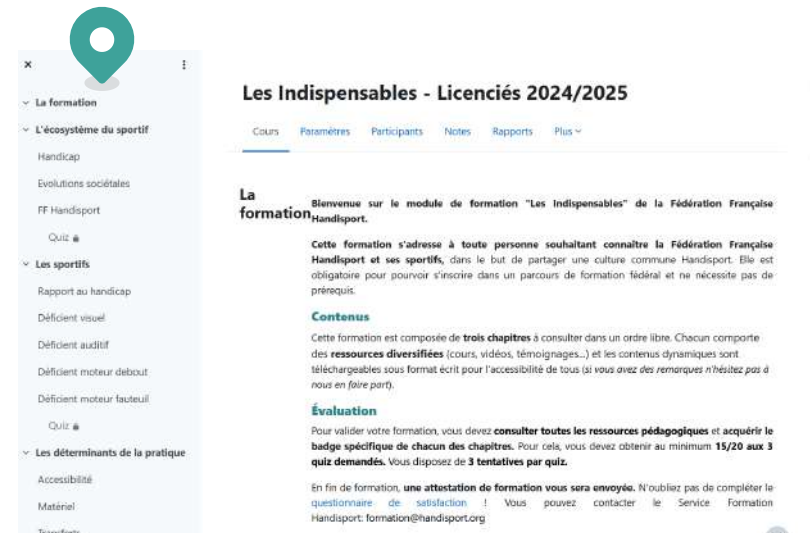 La formation
L'écosystème du sportif
Handicap
Evolutions sociétales
FF Handisport
Quiz
Les sportifs
Rapport au handicap
Déficient visuel
Déficient auditif
Déficient moteur debout
Déficient moteur fauteuil
Quiz
Les déterminants de la pratique
Accessibilité
Matériel
Transferts
Les Indispensables - Licenciés 2024/2025
Cours Paramètres Participants Notes Rapports Plus
La
formation
Bienvenue sur le module de formation "Les Indispensables" de la Fédération Française
Handisport.
Cette formation s'adresse à toute personne souhaitant connaître la Fédération Française
Handisport et ses sportifs, dans le but de partager une culture commune Handisport. Elle est
obligatoire pour pourvoir s'inscrire dans un parcours de formation fédéral et ne nécessite pas de
prérequis.
Contenus
Cette formation est composée de trois chapitres à consulter dans un ordre libre. Chacun comporte
des ressources diversifiées (cours, vidéos, témoignages...) et les contenus dynamiques sont
téléchargeables sous format écrit pour l'accessibilité de tous (si vous avez des remarques n'hésitez pas à
nous en faire part).
Évaluation
Pour valider votre formation, vous devez consulter toutes les ressources pédagogiques et acquérir le
badge spécifique de chacun des chapitres. Pour cela, vous devez obtenir au minimum 15/20 aux 3
quiz demandés. Vous disposez de 3 tentatives par quiz.
En fin de formation, une attestation de formation vous sera envoyée. N'oubliez pas de compléter le
questionnaire de satisfaction ! Vous pouvez contacter le Service Formation
Handisport: formation@handisport.org